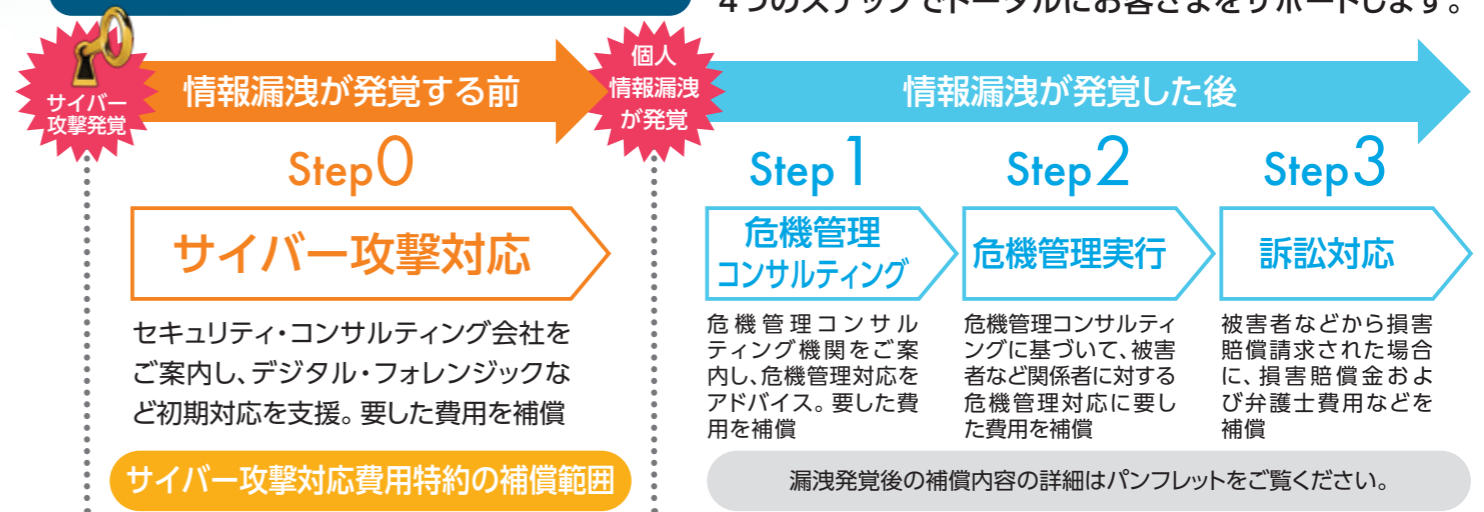 4つのステップでトータルにお客さまをサポートします。
サイバー
攻撃発覚
情報漏洩が発覚する前
個人
情報漏洩
が発覚
情報漏洩が発覚した後
Step0
サイバー攻撃対応
セキュリティ・コンサルティング会社を
ご案内し、デジタル・フォレンジックな
ど初期対応を支援。要した費用を補償
サイバー攻撃対応費用特約の補償範囲
Step1
危機管理
コンサルティング
危機管理コンサル
ティング機関をご案
内し、危機管理対応を
アドバイス。要した費
用を補償
Step2
危機管理実行
危機管理コンサルティ
ングに基づいて、被害
者など関係者に対する
危機管理対応に要し
た費用を補償
Step3
訴訟対応
被害者などから損害
賠償請求された場合
に、損害賠償金およ
び弁護士費用などを
補償
漏洩発覚後の補償内容の詳細はパンフレットをご覧ください。